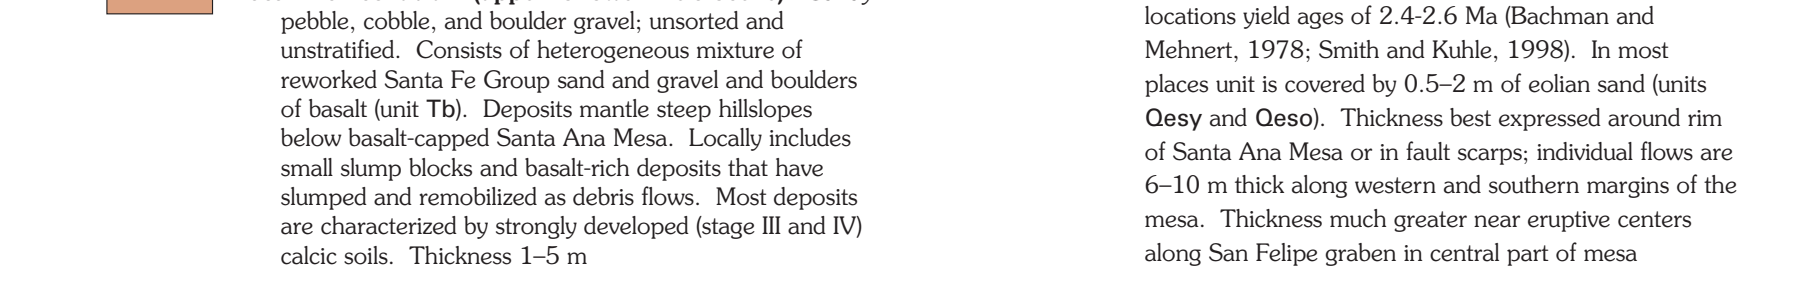 pebble, cobble, and boulder gravel; unsorted and
unstratified. Consists of heterogeneous mixture of
reworked Santa Fe Group sand and gravel and boulders
of basalt (unit Tb). Deposits mantle steep hillslopes
below basalt-capped Santa Ana Mesa. Locally includes
small slump blocks and basalt-rich deposits that have
slumped and remobilized as debris flows. Most deposits
are characterized by strongly developed (stage III and IV)
calcic soils. Thickness 1–5 m
locations yield ages of 2.4-2.6 Ma (Bachman and
Mehnert, 1978; Smith and Kuhle, 1998). In most
places unit is covered by 0.5–2 m of eolian sand (units
Qesy and Qeso). Thickness best expressed around rim
of Santa Ana Mesa or in fault scarps; individual flows are
6–10 m thick along western and southern margins of the
mesa. Thickness much greater near eruptive centers
along San Felipe graben in central part of mesa